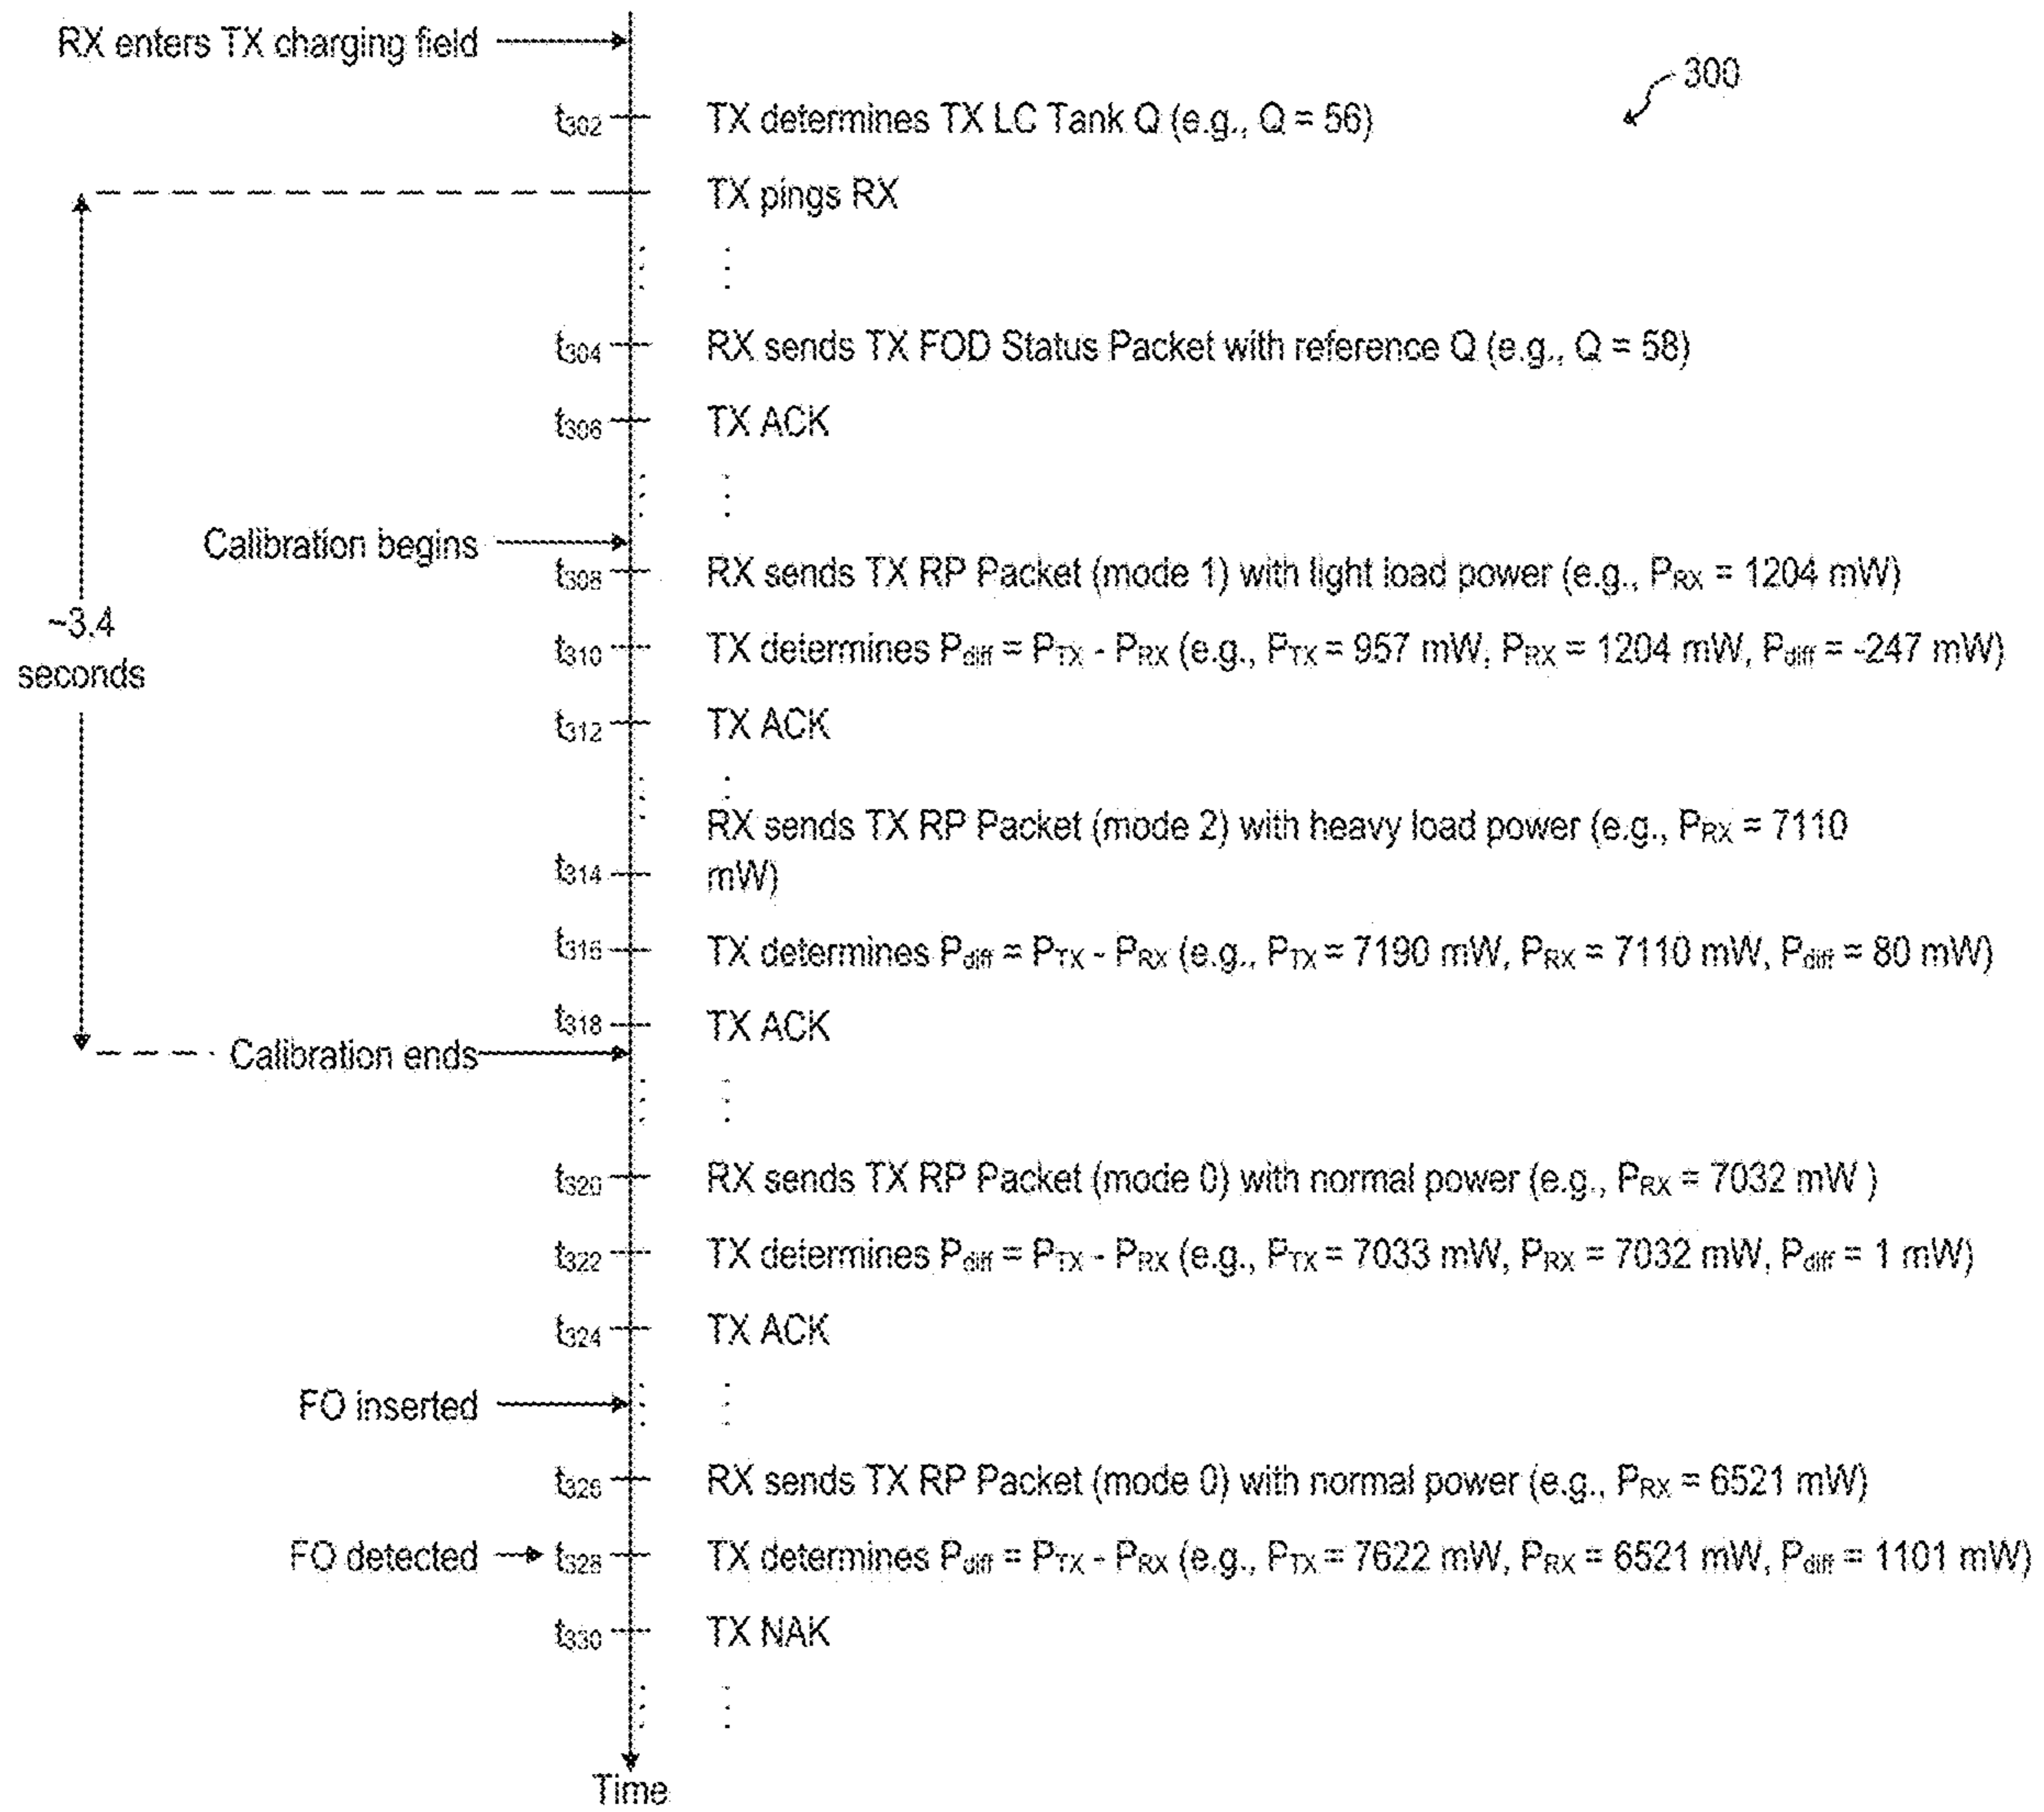 RX enters TX charging field
300
t302 TX determines TX LC Tank Q (e.g., Q = 56)
TX pings RX
t304 RX sends TX FOD Status Packet with reference Q (e.g., Q = 58)
t306 TX ACK
Calibration begins
t308 RX sends TX RP Packet (mode 1) with light load power (e.g., PRX = 1204 mW)
~3.4
seconds
t310 TX determines Pdiff = PTX - PRX (e.g., PTX = 957 mW, PRX = 1204 mW, Pdiff = -247 mW)
t312 TX ACK
RX sends TX RP Packet (mode 2) with heavy load power (e.g., PRX = 7110
t314 mW)
t316 TX determines Pdiff = PTX - PRX (e.g., PTX = 7190 mW, PRX = 7110 mW, Pdiff = 80 mW)
t318 TX ACK
Calibration ends
t320 RX sends TX RP Packet (mode 0) with normal power (e.g., PRX = 7032 mW )
t322 TX determines Pdiff = PTX - PRX (e.g., PTX = 7033 mW, PRX = 7032 mW, Pdiff = 1 mW)
t324 TX ACK
FO inserted
t326 RX sends TX RP Packet (mode 0) with normal power (e.g., PRX = 6521 mW)
FO detected t328 TX determines Pdiff = PTX - PRX (e.g., PTX = 7622 mW, PRX = 6521 mW, Pdiff = 1101 mW)
t330 TX NAK
Time